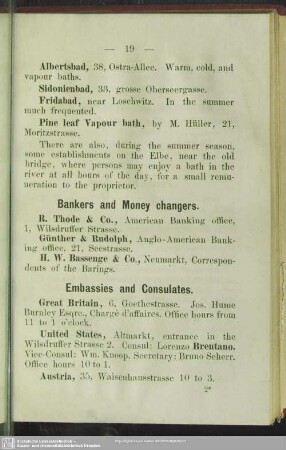 — 19 —
Albertsbad, 38, Ostra-Allee. Warm, cold, and
vapour baths.
Sidonienbad, 33, grosse Oberseergasse.
Fridabad, near Loschwitz. In the summer
much frequented.
Pine leaf Vapour bath, by M. Hüller, 21,
Moritzstrasse.
There are also, during the summer season,
some establishments on the Elbe, near the old
bridge, where persons may enjoy a bath in the
river at all hours of the day, for a small remu-
neration to the proprietor.
Bankers and Money changers.
R. Thode & Co., American Banking office,
1, Wilsdruffer Strasse.
Günther & Rudolph, Anglo-American Bank-
ing office, 21, Seestrasse.
H. W. Bassenge & Co., Neumarkt, Correspon-
dents of the Barings.
Embassies and Consulates.
Great Britain, 6, Goethestrasse. Jos. Hume
Burnley Esqre., Chargé d'affaires. Office hours from
11 to 1 o'clock.
United States, Altmarkt, entrance in the
Wilsdruffer Strasse 2. Consul: Lorenzo Brentano.
Vice-Consul: Wm. Knoop. Secretary: Bruno Scherr.
Office hours 10 to 1.
Austria, 35, Waisenhausstrasse 10 to 3.
2*